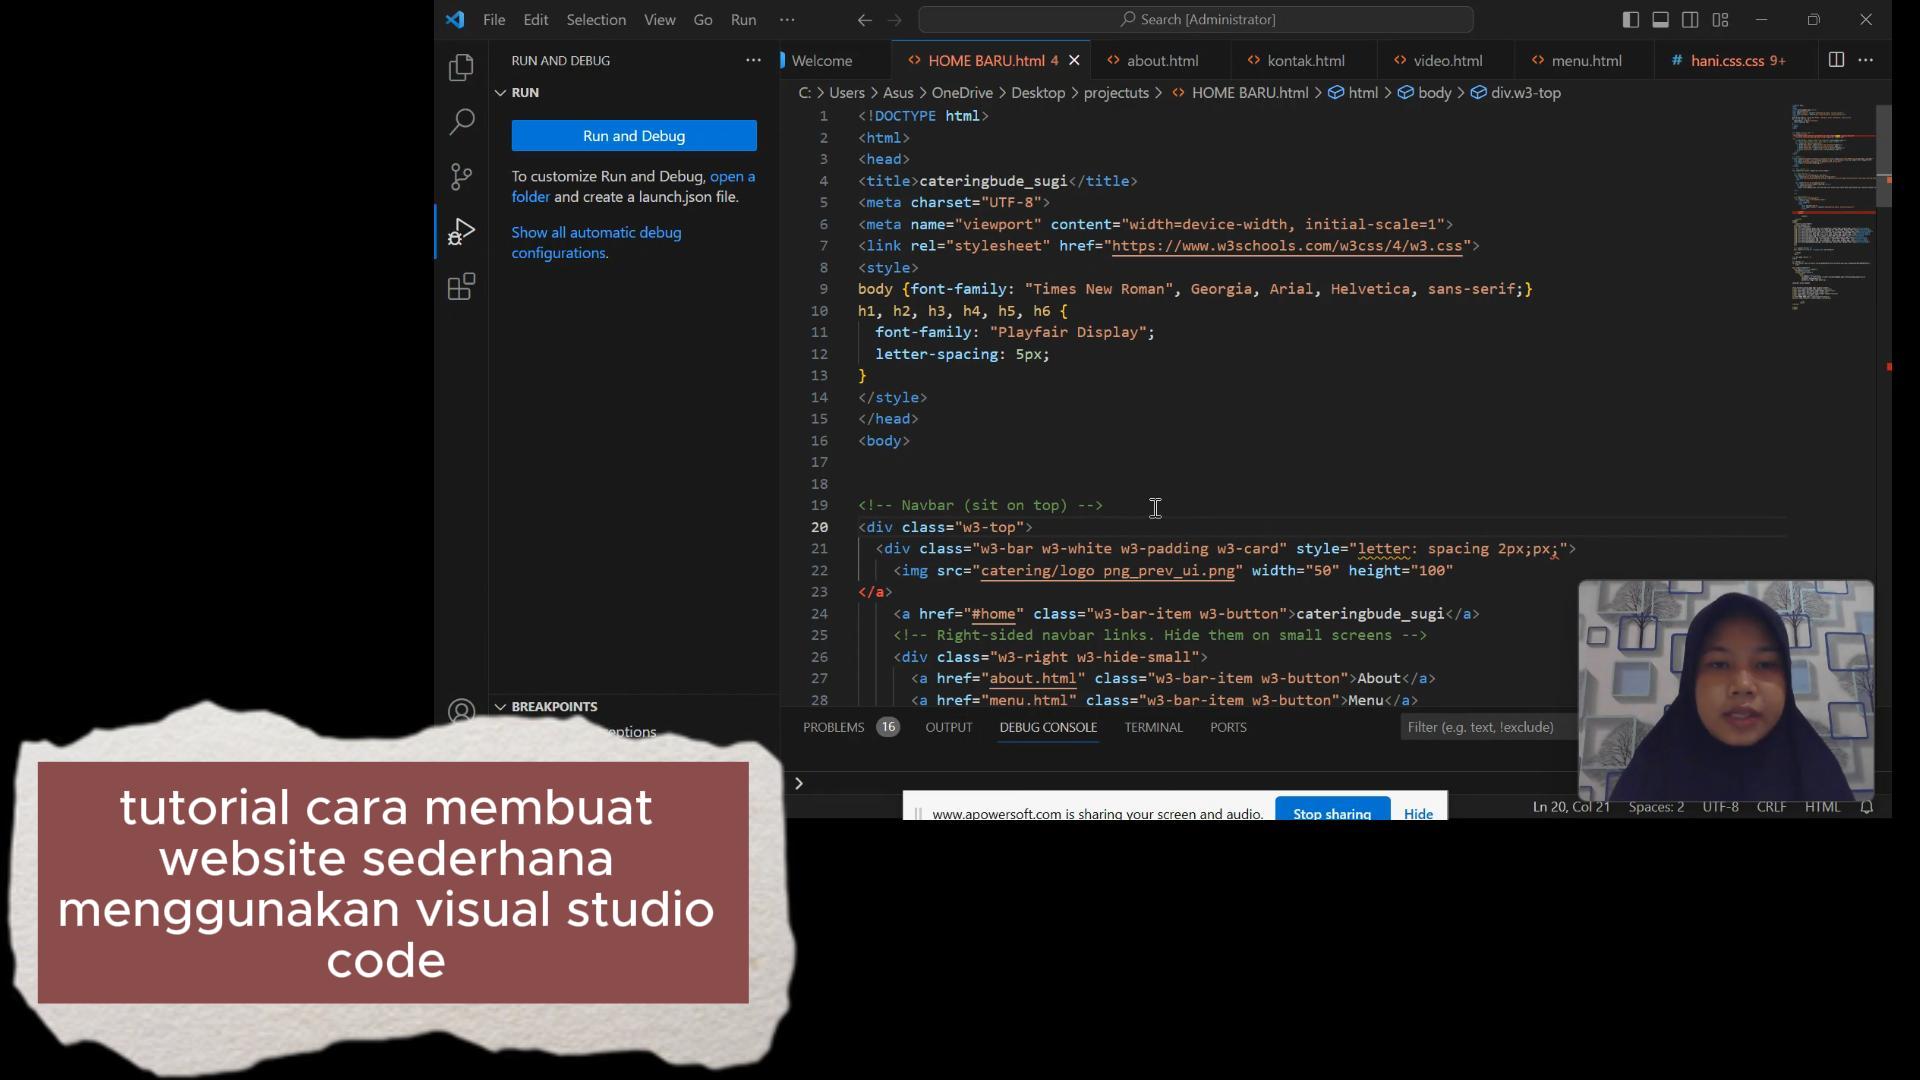 File Edit Selection View Go Run ···
Search [Administrator]
RUN AND DEBUG ···
RUN
Run and Debug
To customize Run and Debug, open a
folder and create a launch.json file.
Show all automatic debug
configurations.
BREAKPOINTS
eptions
Welcome HOME BARU.html 4 about.html kontak.html video.html menu.html # hani.css.css 9+ ···
C: > Users > Asus > OneDrive > Desktop > projectuts > HOME BARU.html > html > body > div.w3-top
1 <!DOCTYPE html>
2 <html>
3 <head>
4 <title>cateringbude_sugi</title>
5 <meta charset="UTF-8">
6 <meta name="viewport" content="width=device-width, initial-scale=1">
7 <link rel="stylesheet" href="https://www.w3schools.com/w3css/4/w3.css">
8 <style>
9 body {font-family: "Times New Roman", Georgia, Arial, Helvetica, sans-serif;}
10 h1, h2, h3, h4, h5, h6 {
11 font-family: "Playfair Display";
12 letter-spacing: 5px;
13 }
14 </style>
15 </head>
16 <body>
17
18
19 <!-- Navbar (sit on top) -->
20 <div class="w3-top">
21 <div class="w3-bar w3-white w3-padding w3-card" style="letter: spacing 2px;px;">
22 <img src="catering/logo png_prev_ui.png" width="50" height="100"
23 </a>
24 <a href="#home" class="w3-bar-item w3-button">cateringbude_sugi</a>
25 <!-- Right-sided navbar links. Hide them on small screens -->
26 <div class="w3-right w3-hide-small">
27 <a href="about.html" class="w3-bar-item w3-button">About</a>
28 <a href="menu.html" class="w3-bar-item w3-button">Menu</a>
PROBLEMS 16 OUTPUT DEBUG CONSOLE TERMINAL PORTS Filter (e.g. text, !exclude)
www.apowersoft.com is sharing your screen and audio. Stop sharing Hide
Ln 20, Col 21 Spaces: 2 UTF-8 CRLF HTML
tutorial cara membuat
website sederhana
menggunakan visual studio
code